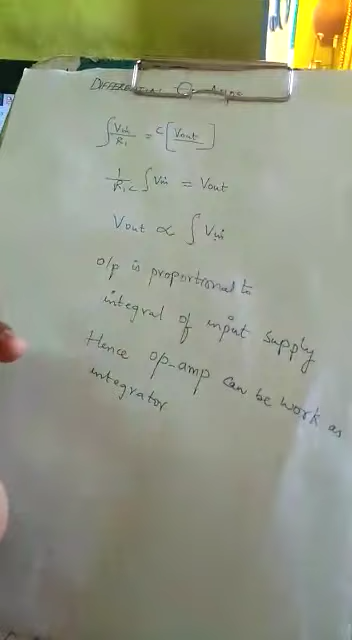 ∫ Vin/R1 = C [Vout]
1/R1C ∫ Vin = Vout
Vout ∝ ∫ Vin
o/p is proportional to
integral of input supply
Hence op-amp can be work as
integrator